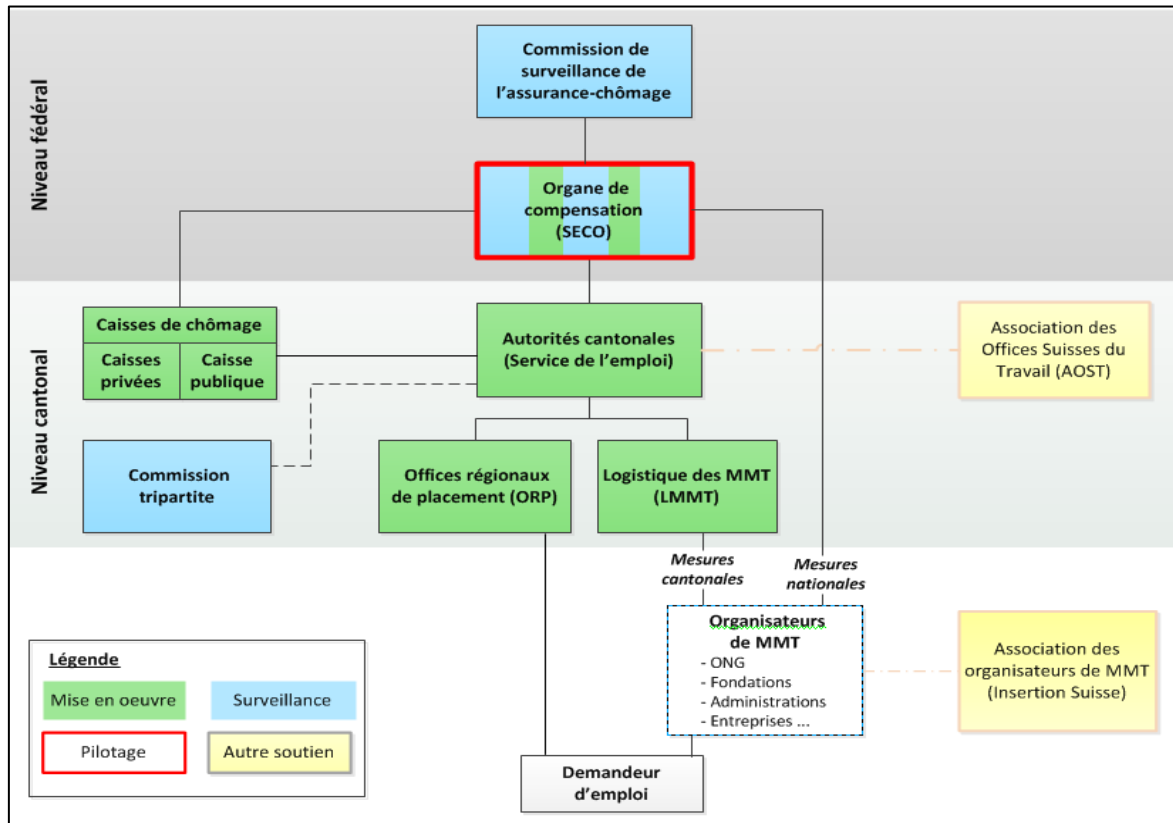 Niveau fédéral
Commission de
surveillance de
l'assurance-chômage
Organe de
compensation
(SECO)
Niveau cantonal
Caisses de chômage
Caisses
privées
Caisse
publique
Autorités cantonales
(Service de l'emploi)
Association des
Offices Suisses du
Travail (AOST)
Commission
tripartite
Offices régionaux
de placement (ORP)
Logistique des MMT
(LMMT)
Mesures
cantonales
Mesures
nationales
Organisateurs
de MMT
- ONG
- Fondations
- Administrations
- Entreprises ...
Association des
organisateurs de MMT
(Insertion Suisse)
Légende
Mise en oeuvre
Surveillance
Pilotage
Autre soutien
Demandeur
d'emploi